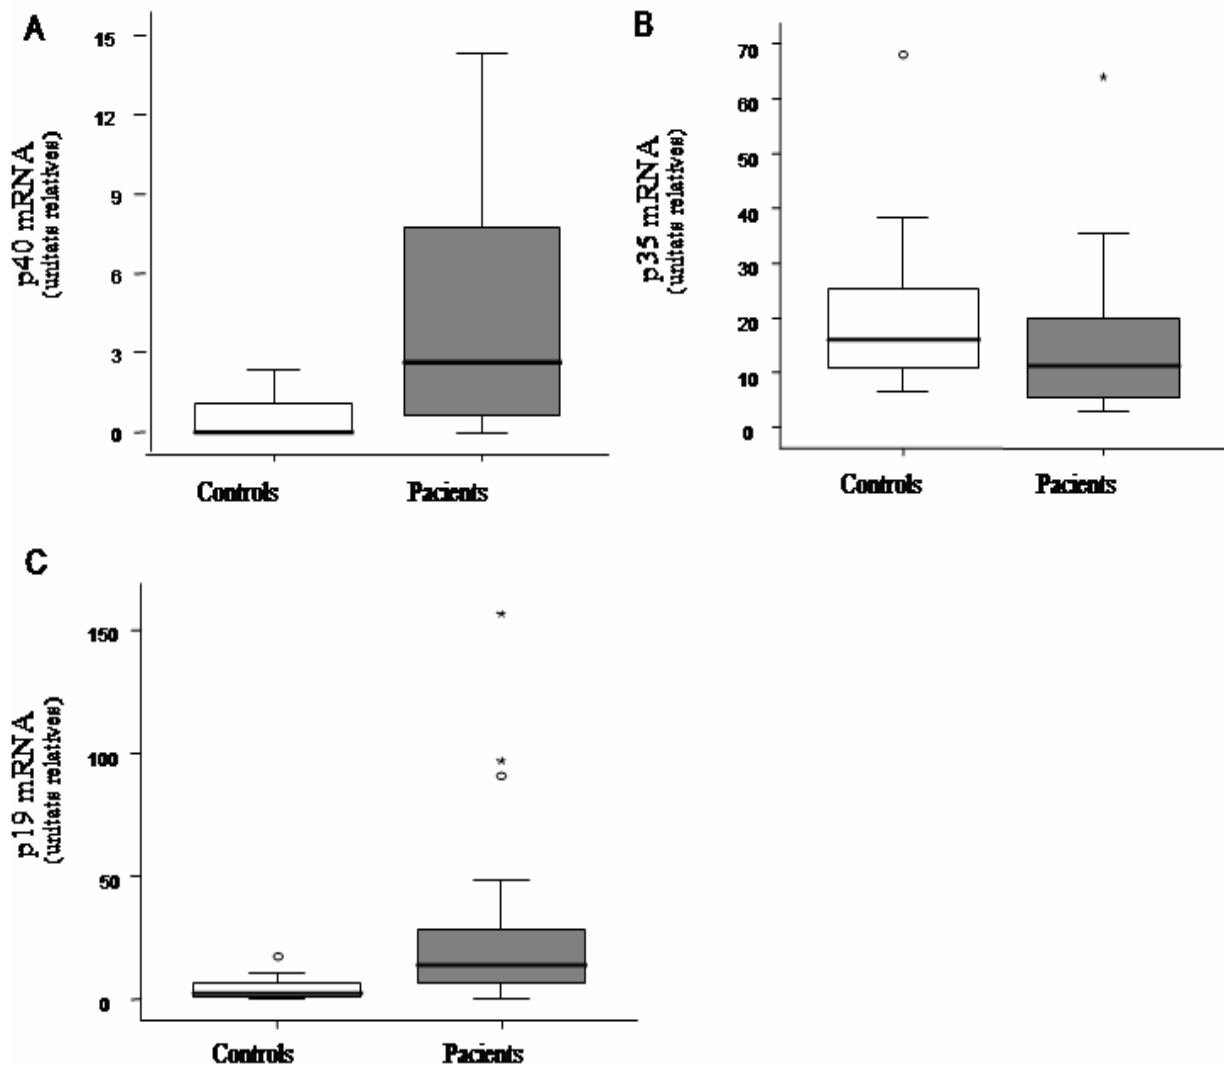 A
p40 mRNA
(unitats relatives)
15
12
9
6
3
0
Controls
Pacients
B
p35 mRNA
(unitats relatives)
70
60
50
40
30
20
10
0
Controls
Pacients
C
p19 mRNA
(unitats relatives)
150
100
50
0
Controls
Pacients